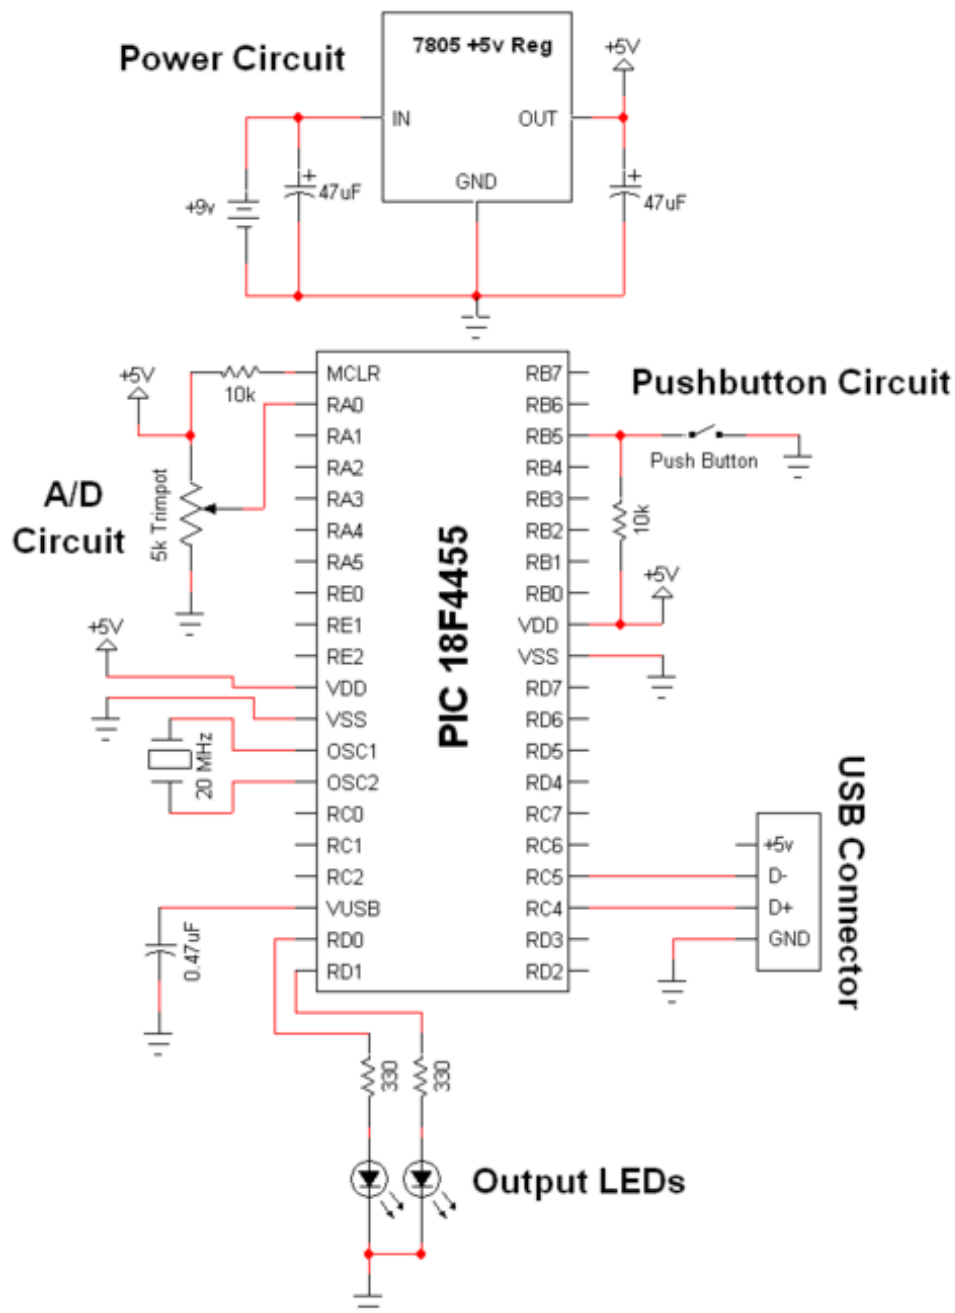 Power Circuit
7805 +5v Reg
+5V
IN
OUT
GND
+9v
+
47uF
+
47uF
+5V
10k
A/D
Circuit
5k Trimpot
+5V
20 MHz
0.47uF
MCLR
RA0
RA1
RA2
RA3
RA4
RA5
RE0
RE1
RE2
VDD
VSS
OSC1
OSC2
RC0
RC1
RC2
VUSB
RD0
RD1
PIC 18F4455
RB7
RB6
RB5
RB4
RB3
RB2
RB1
RB0
VDD
VSS
RD7
RD6
RD5
RD4
RC7
RC6
RC5
RC4
RD3
RD2
Pushbutton Circuit
Push Button
10k
+5V
+5v
D-
D+
GND
USB Connector
330
330
Output LEDs